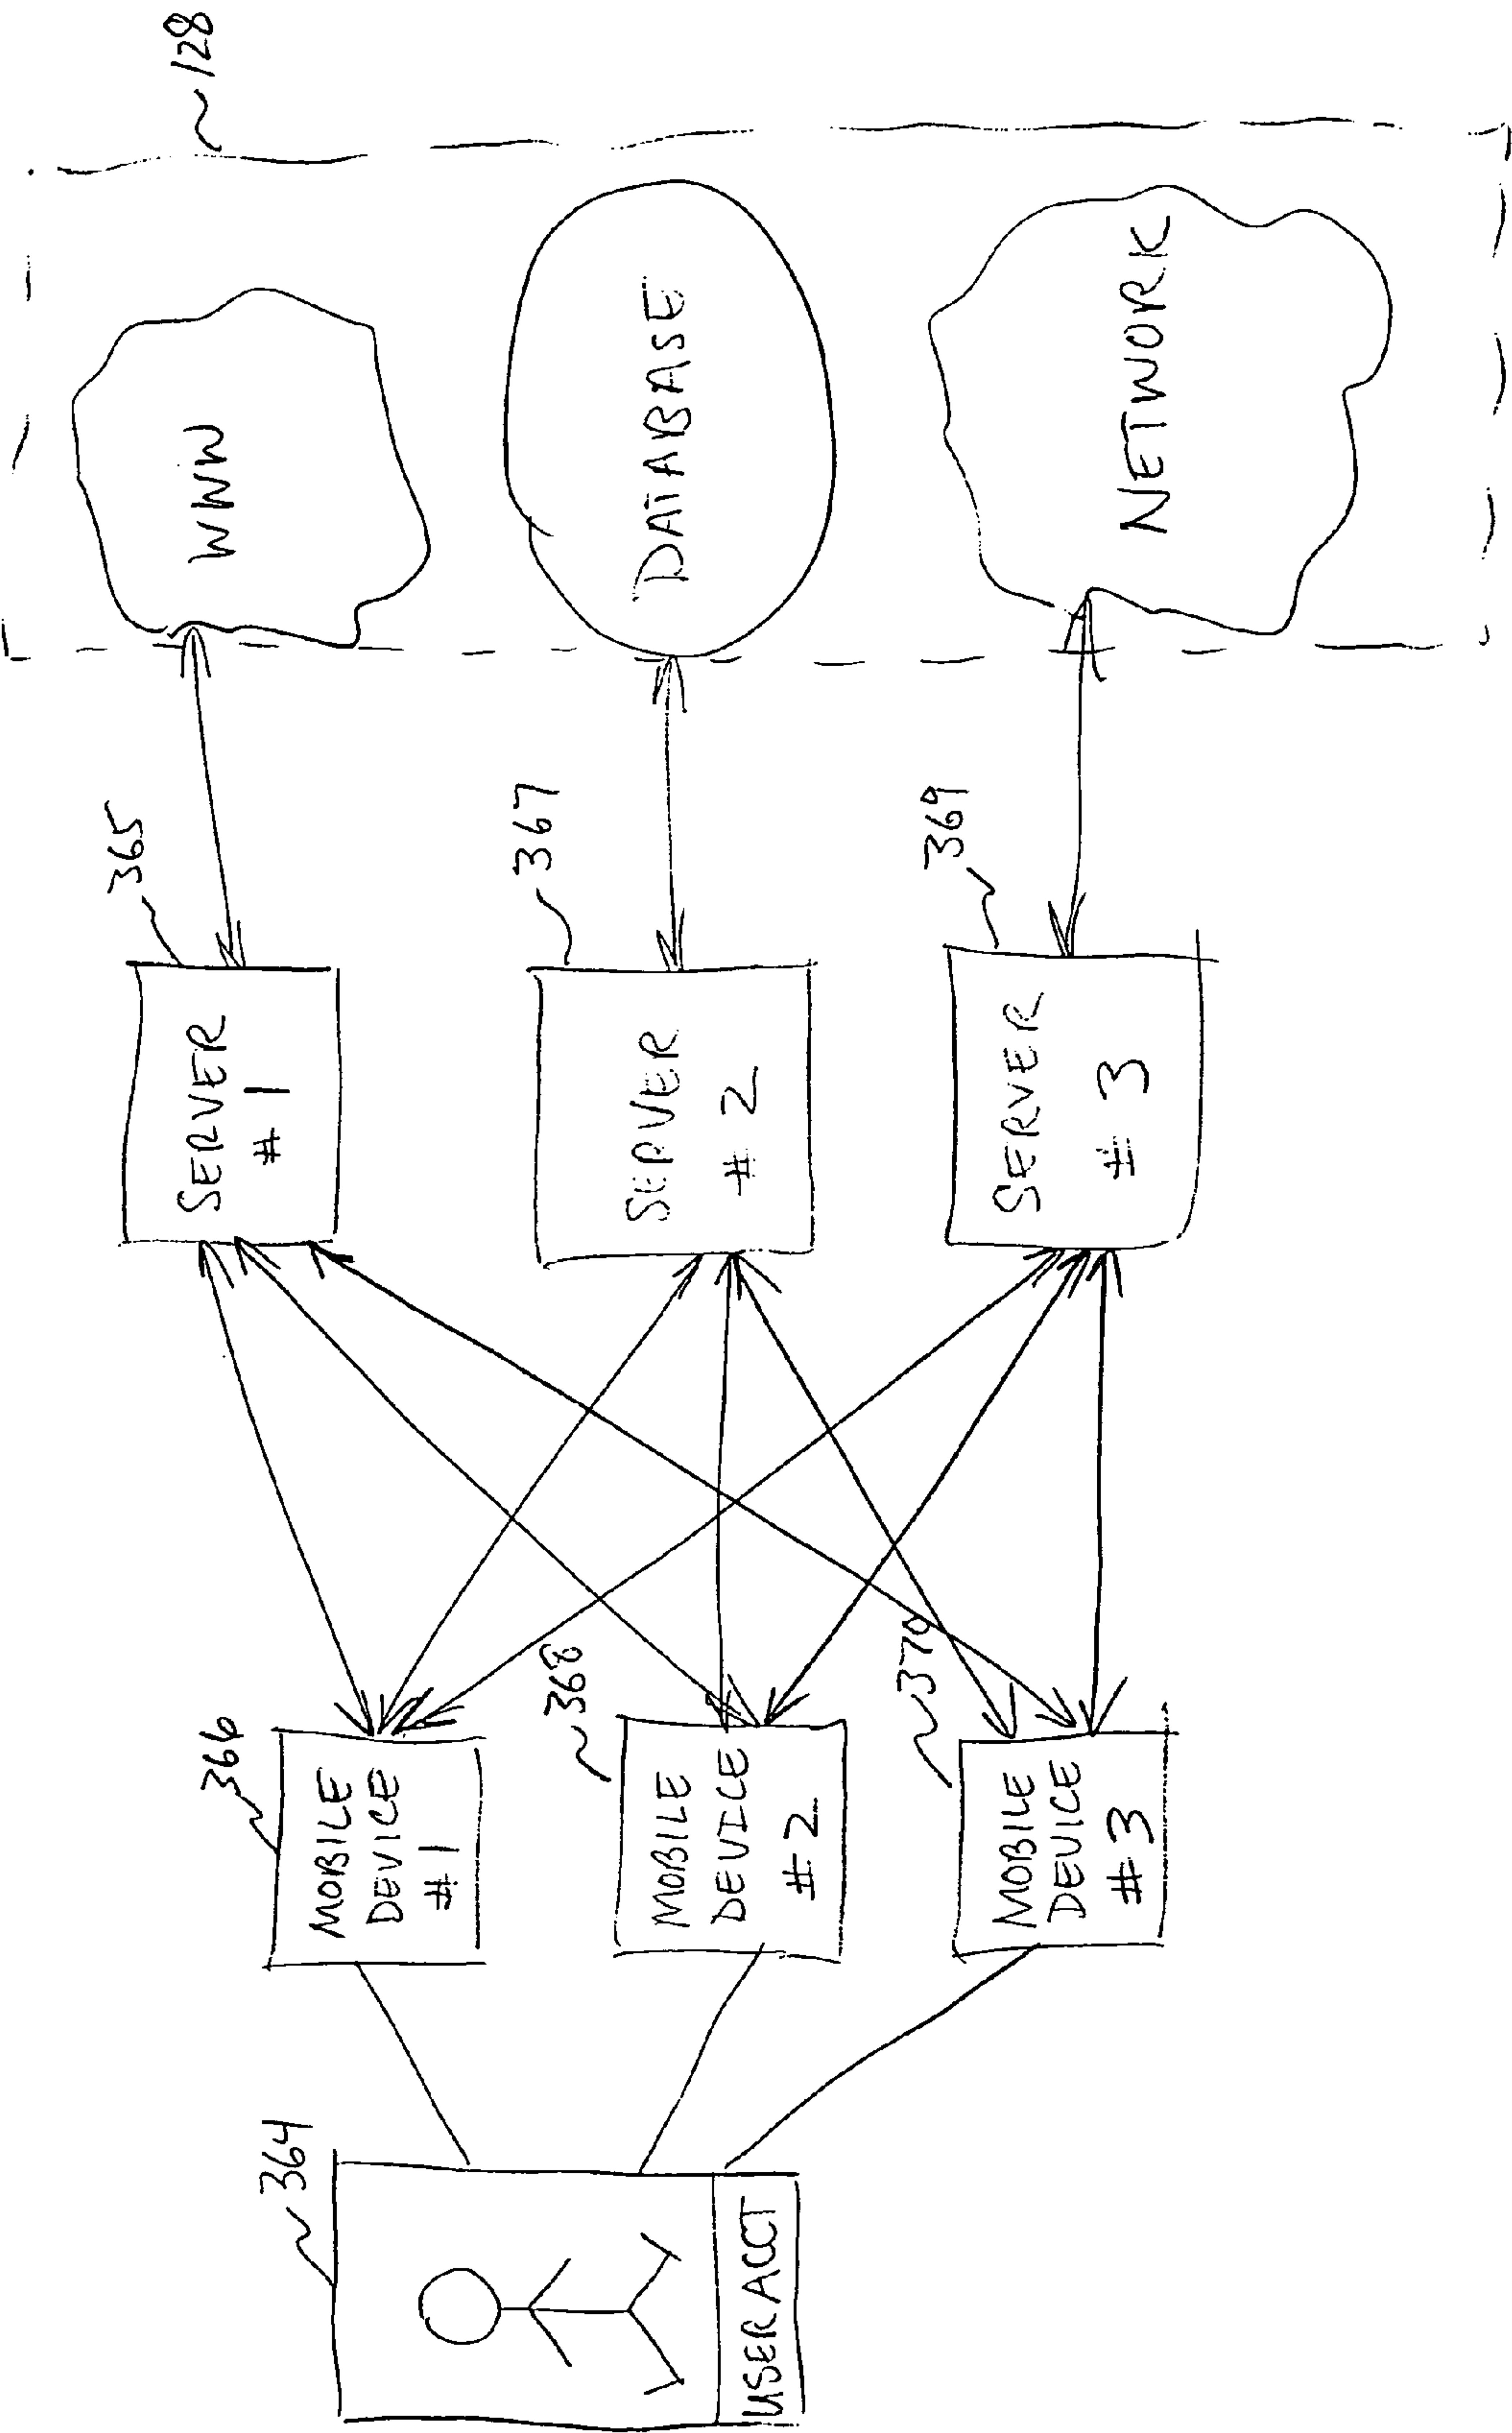 128
WWW
DATABASE
NETWORK
365
367
369
SERVER
# 1
SERVER
# 2
SERVER
# 3
366
368
370
MOBILE
DEVICE
#1
MOBILE
DEVICE
#2
MOBILE
DEVICE
#3
364
USER ACCT